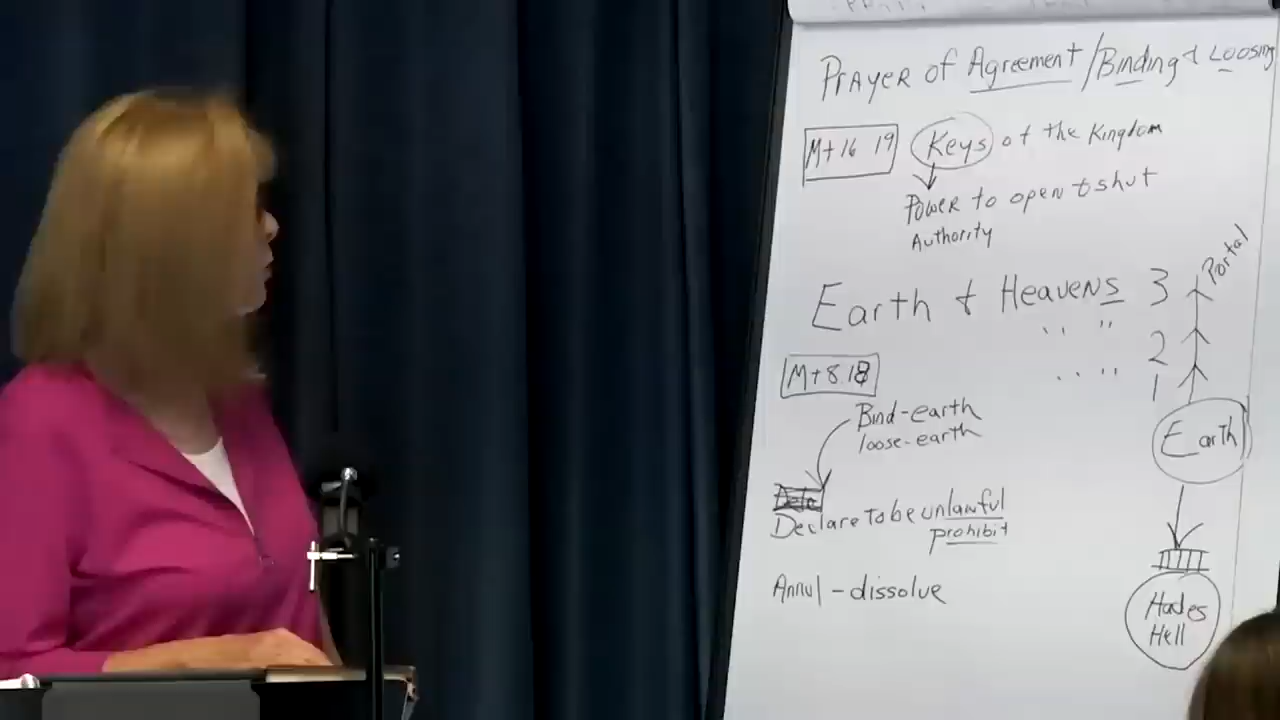 Prayer of Agreement / Binding & Loosing
Mt 16 19 Keys of the Kingdom
Power to open & shut
Authority
Portal
Earth & Heavens 3
" " 2
" " 1
Mt 8.18
Bind-earth
loose-earth
Earth
Declare to be unlawful
prohibit
Annul - dissolve
Hades
Hell